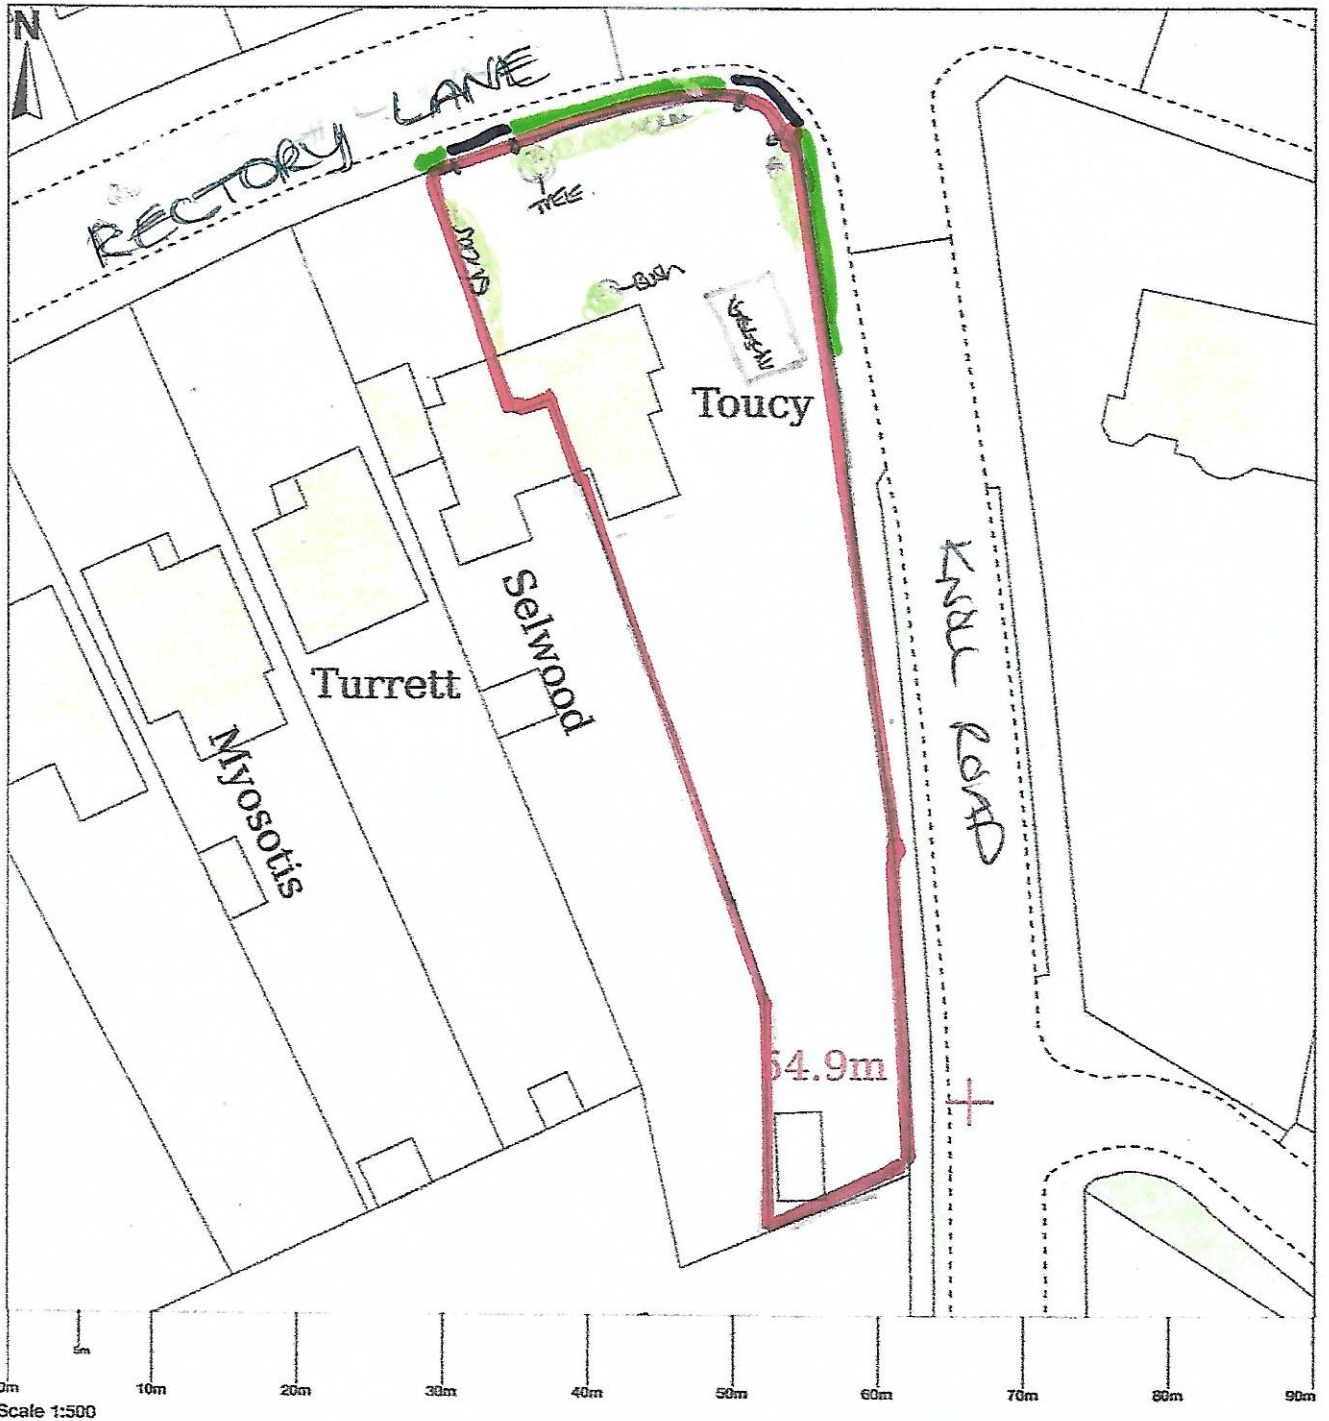 N
RECTORY LANE
TREE
BUSH
Toucy
KNOLL ROAD
Selwood
Turrett
Myosotis
54.9m
5m
0m 10m 20m 30m 40m 50m 60m 70m 80m 90m
Scale 1:500